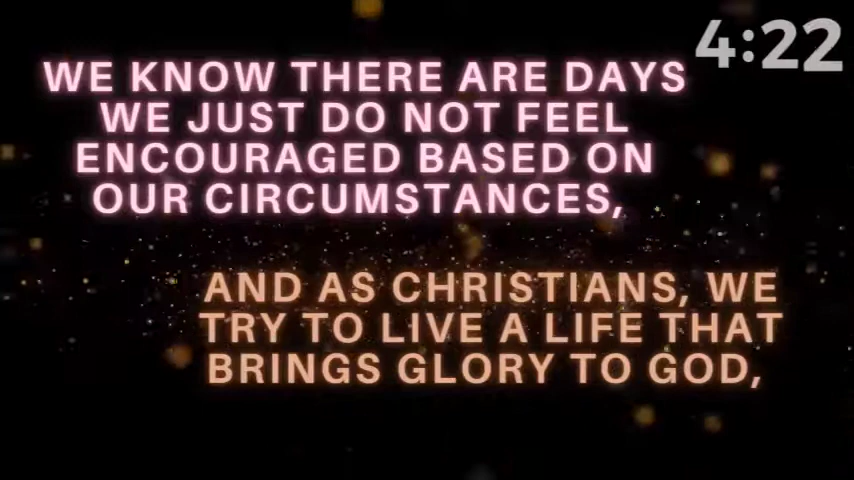 4:22
WE KNOW THERE ARE DAYS
WE JUST DO NOT FEEL
ENCOURAGED BASED ON
OUR CIRCUMSTANCES,
AND AS CHRISTIANS, WE
TRY TO LIVE A LIFE THAT
BRINGS GLORY TO GOD,